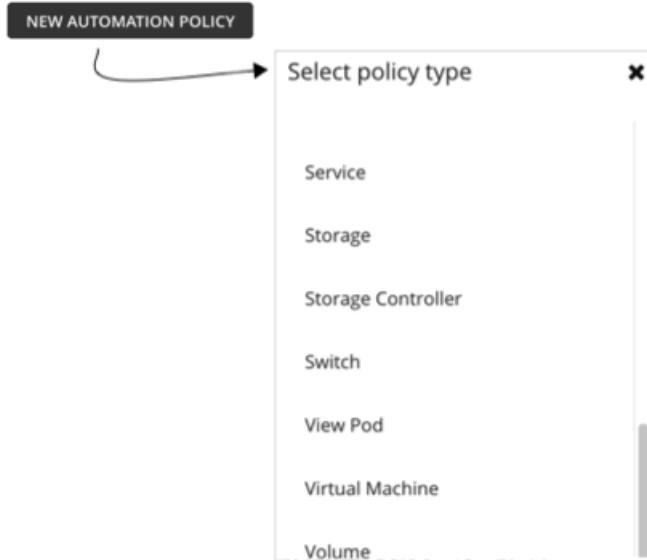 NEW AUTOMATION POLICY
Select policy type
Service
Storage
Storage Controller
Switch
View Pod
Virtual Machine
Volume